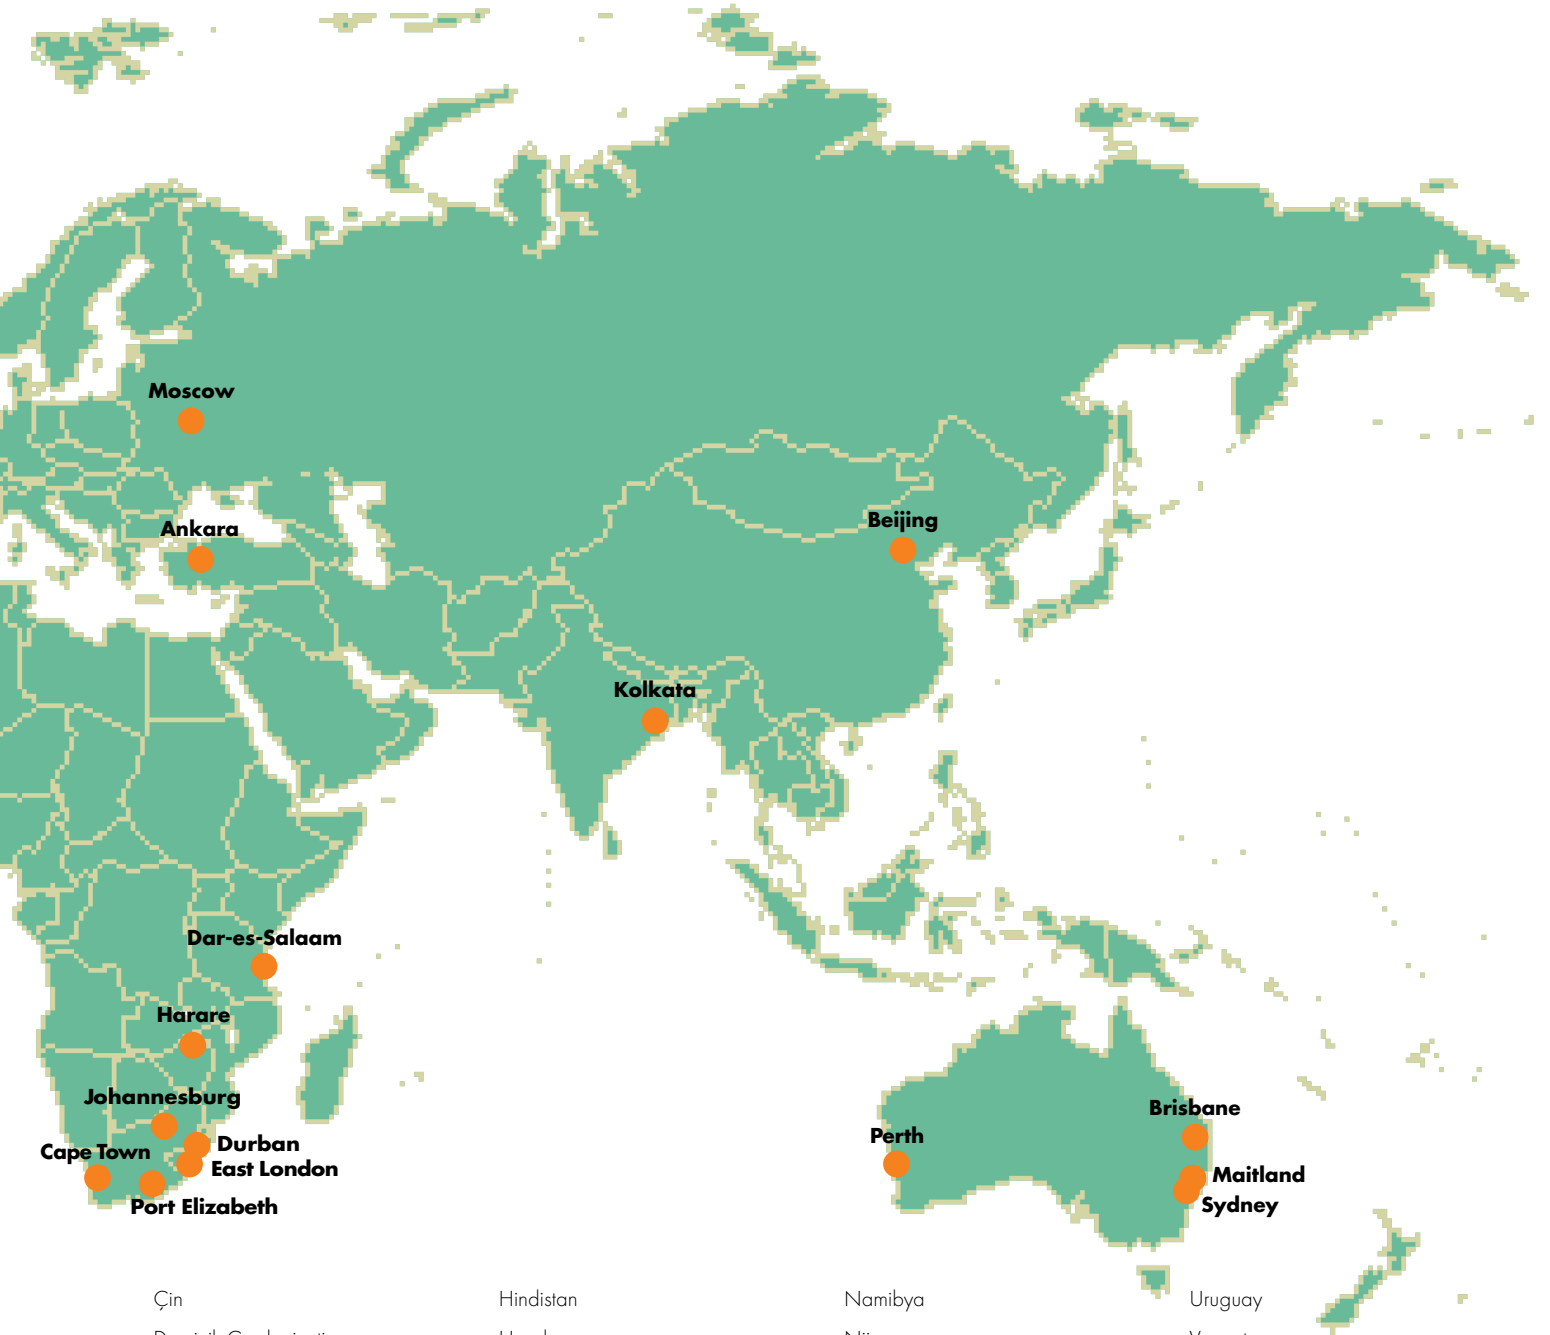 Moscow
Ankara
Beijing
Kolkata
Dar-es-Salaam
Harare
Johannesburg
Brisbane
Perth
Durban
Cape Town
East London
Maitland
Port Elizabeth
Sydney
Çin Hindistan Namibya Uruguay